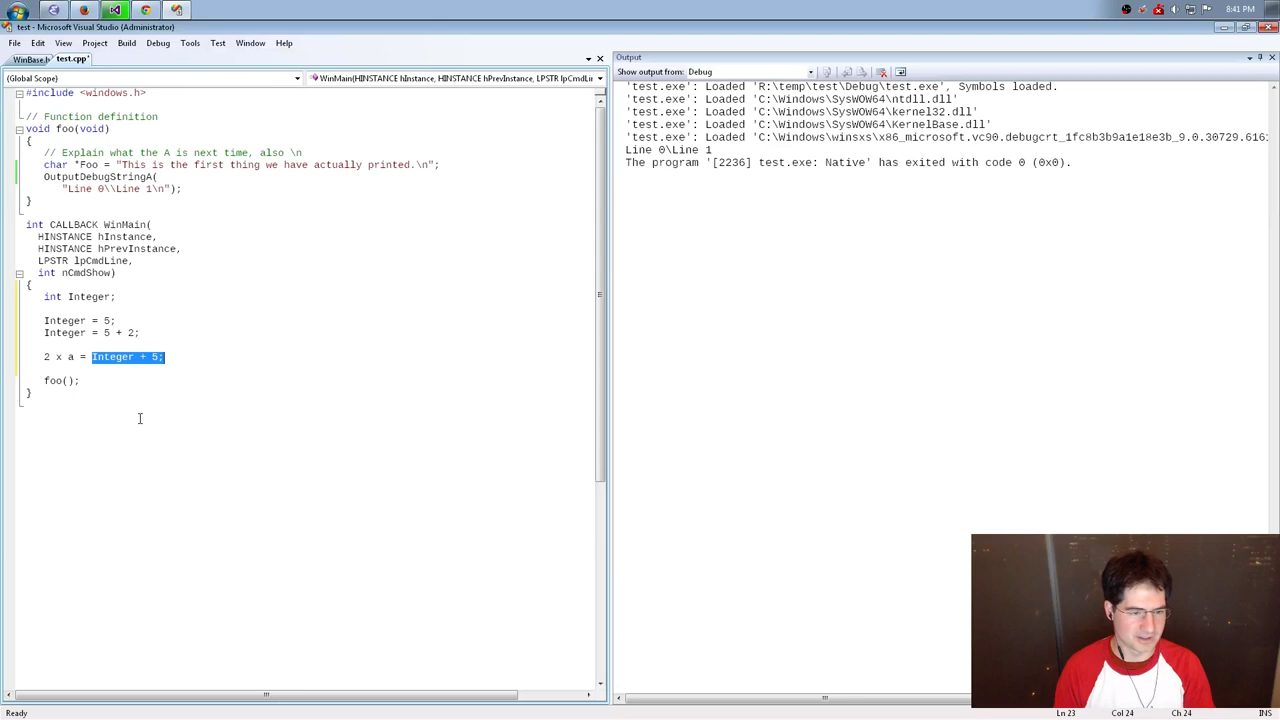 8:41 PM
test - Microsoft Visual Studio (Administrator)
File Edit View Project Build Debug Tools Test Window Help
WinBase.h test.cpp*
(Global Scope) WinMain(HINSTANCE hInstance, HINSTANCE hPrevInstance, LPSTR lpCmdLin
#include <windows.h>
// Function definition
void foo(void)
{
// Explain what the A is next time, also \n
char *Foo = "This is the first thing we have actually printed.\n";
OutputDebugStringA(
"Line 0\\Line 1\n");
}
int CALLBACK WinMain(
HINSTANCE hInstance,
HINSTANCE hPrevInstance,
LPSTR lpCmdLine,
int nCmdShow)
{
int Integer;
Integer = 5;
Integer = 5 + 2;
2 x a = Integer + 5;
foo();
}
Output
Show output from: Debug
'test.exe': Loaded 'R:\temp\test\Debug\test.exe', Symbols loaded.
'test.exe': Loaded 'C:\Windows\SysWOW64\ntdll.dll'
'test.exe': Loaded 'C:\Windows\SysWOW64\kernel32.dll'
'test.exe': Loaded 'C:\Windows\SysWOW64\KernelBase.dll'
'test.exe': Loaded 'C:\Windows\winsxs\x86_microsoft.vc90.debugcrt_1fc8b3b9a1e18e3b_9.0.30729.6161
Line 0\Line 1
The program '[2236] test.exe: Native' has exited with code 0 (0x0).
Ready Ln 23 Col 24 Ch 24 INS